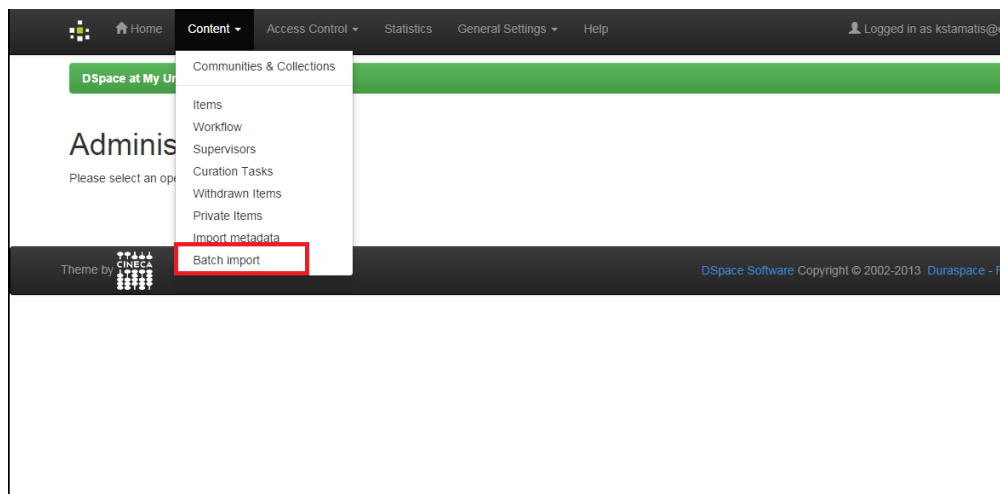 Home Content Access Control Statistics General Settings Help Logged in as kstamatis@
Communities & Collections
DSpace at My
Items
Workflow
Supervisors
Curation Tasks
Withdrawn Items
Private Items
Import metadata
Batch import
Please select an
Theme by CINECA
DSpace Software Copyright © 2002-2013 Duraspace -